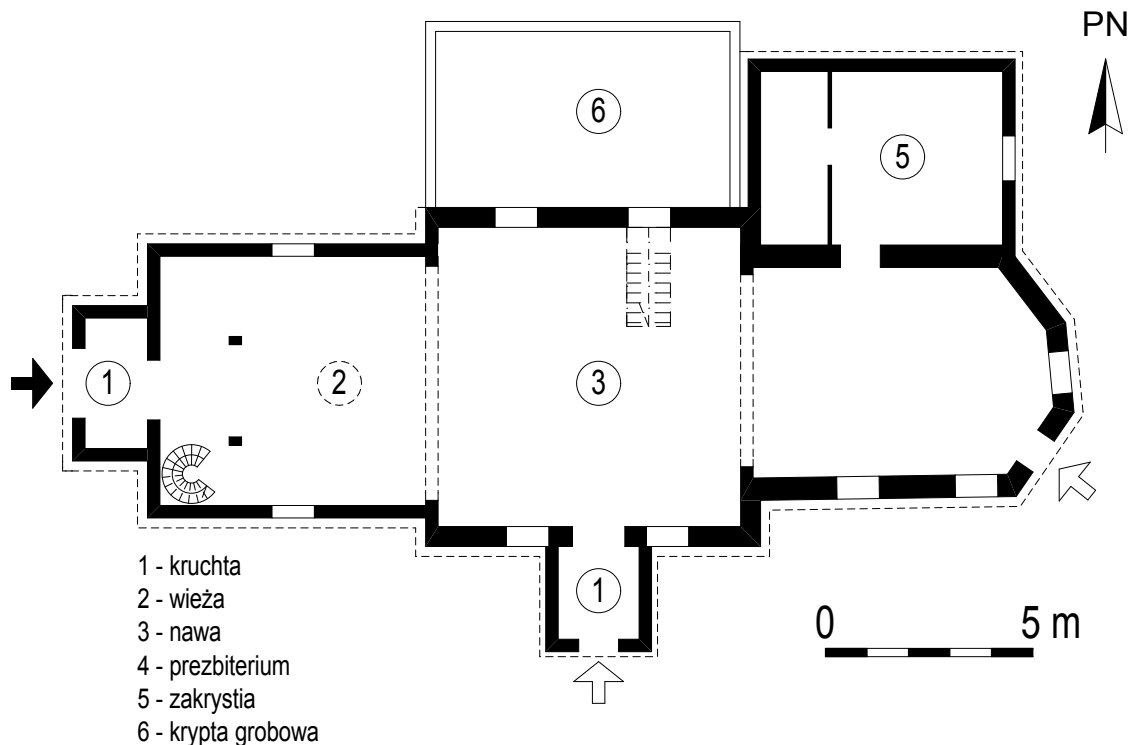 PN
6
5
1
2
3
1
0 5 m
1 - kruchta
2 - wieża
3 - nawa
4 - prezbiterium
5 - zakrystia
6 - krypta grobowa